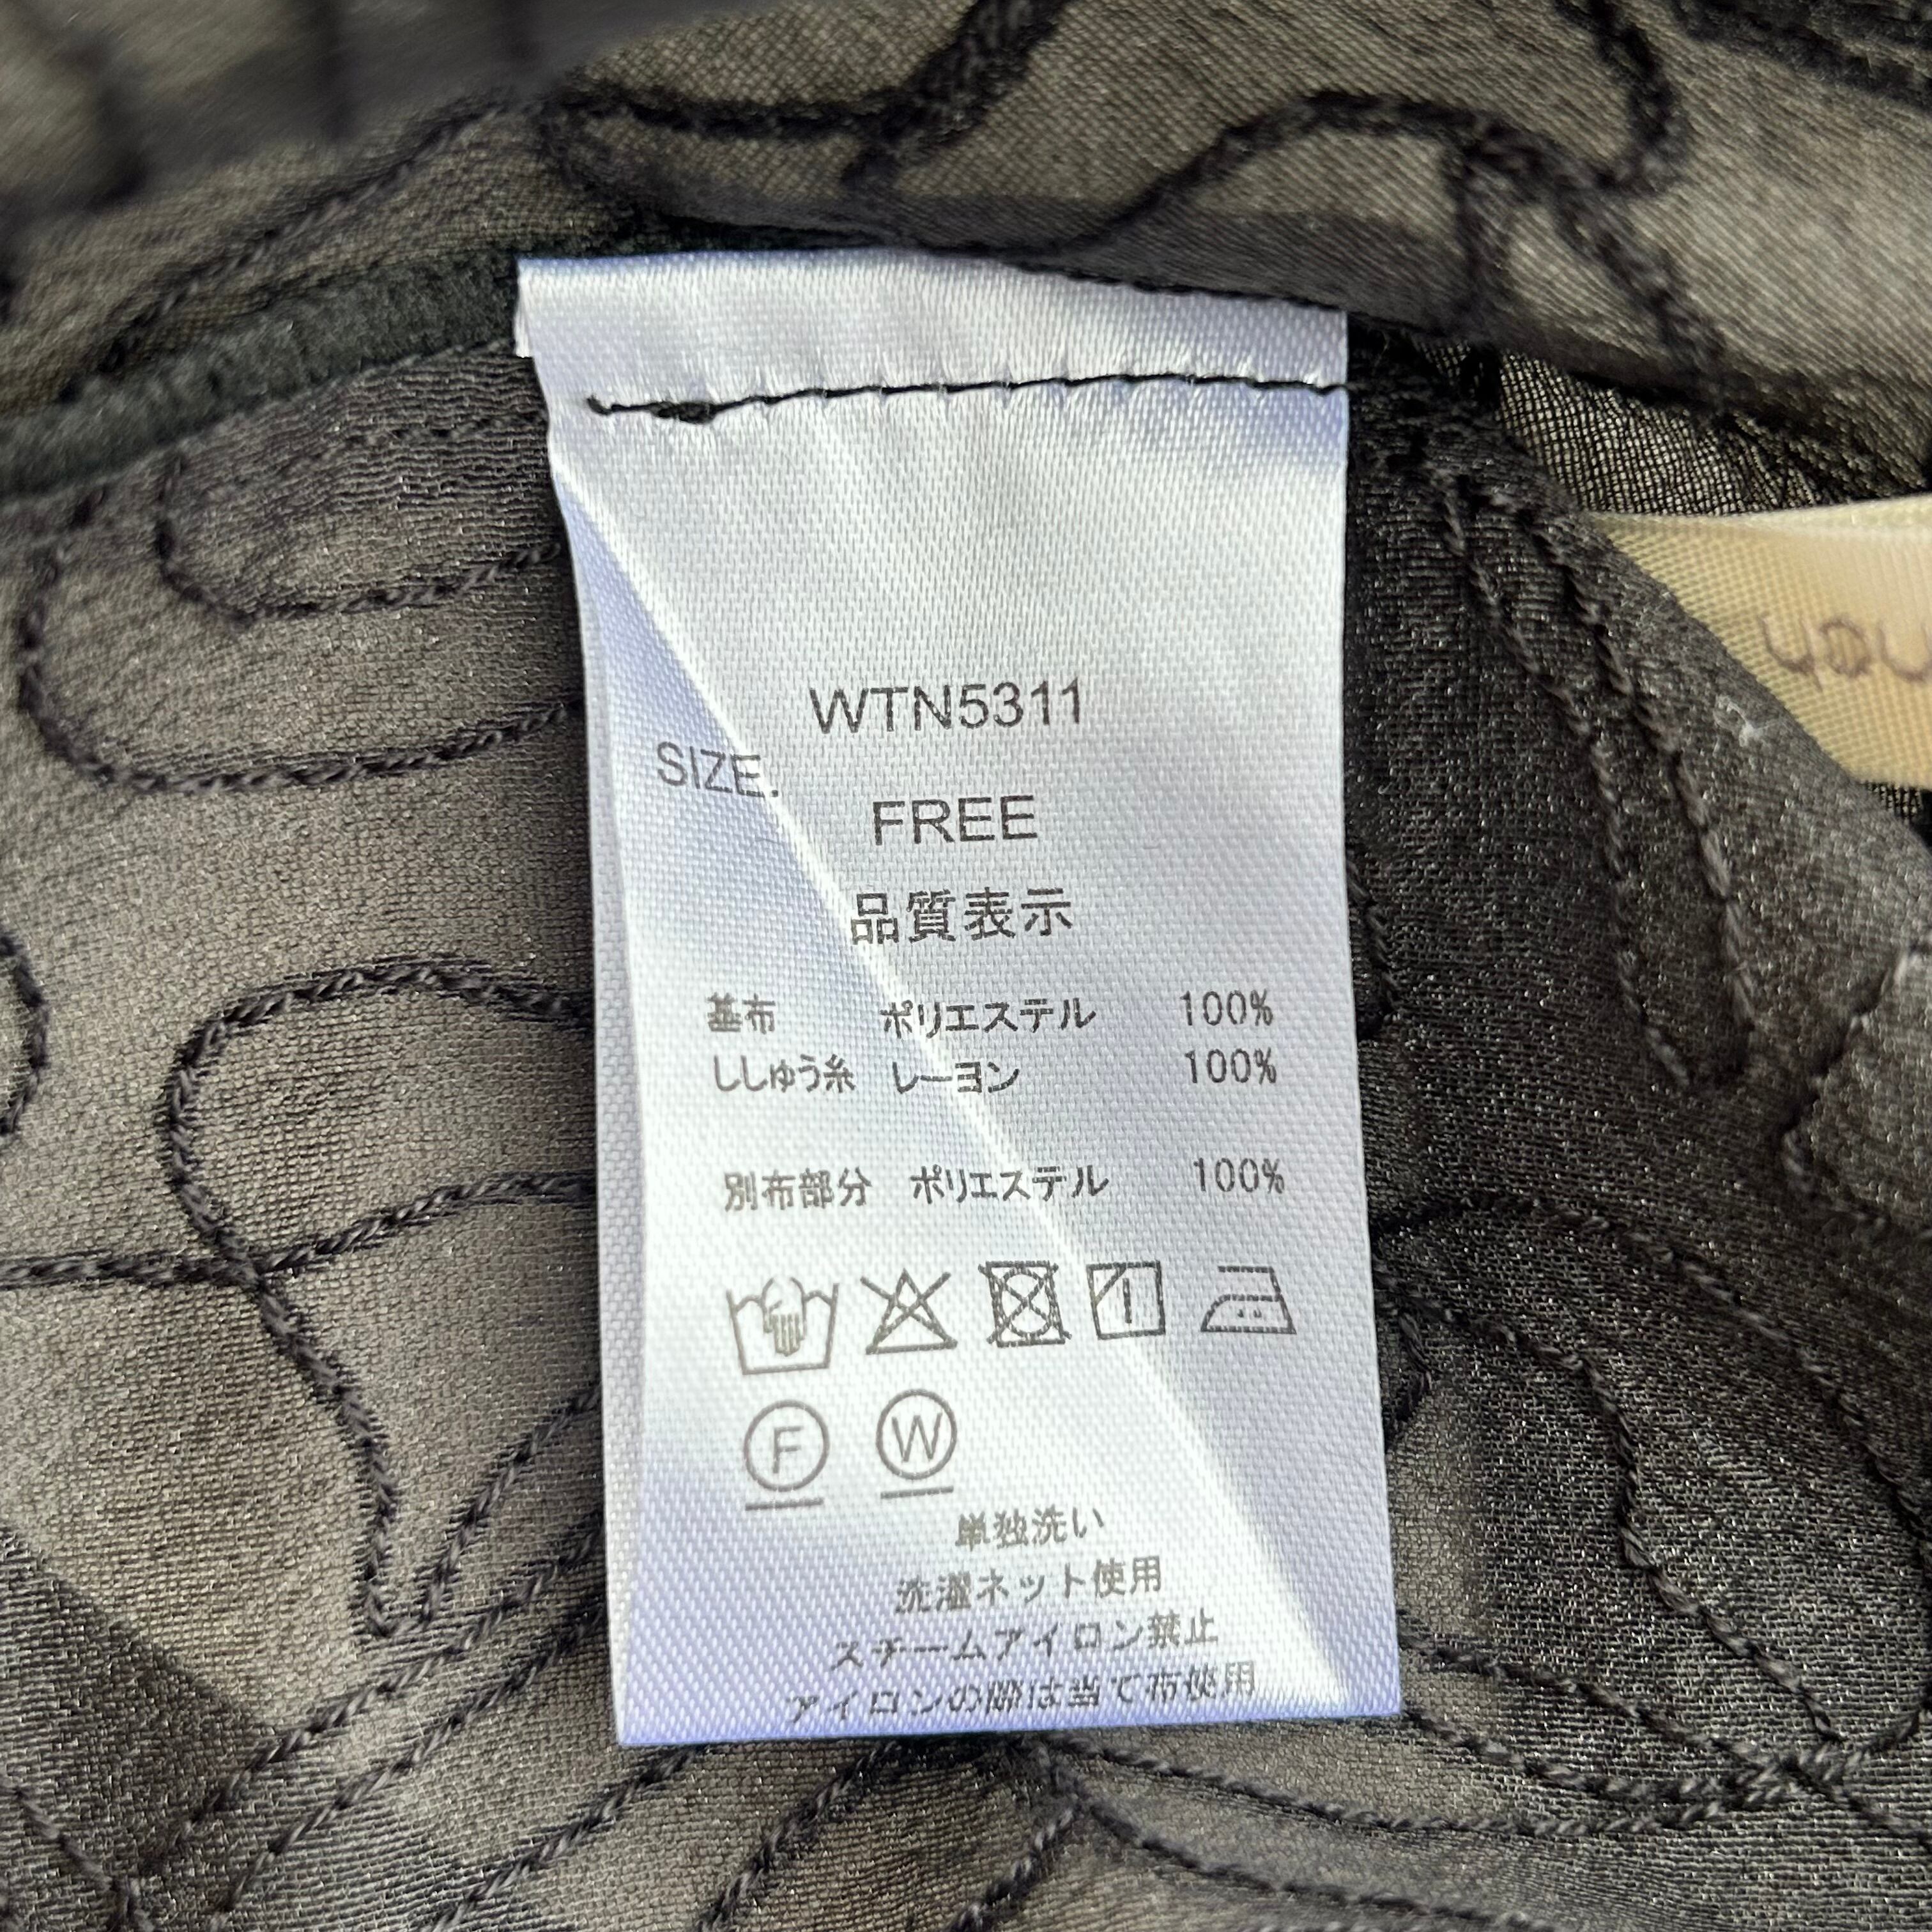 WTN5311
SIZE.
FREE
品質表示
基布 ポリエステル 100%
ししゅう糸 レーヨン 100%
別布部分 ポリエステル 100%
F W
単独洗い
洗濯ネット使用
スチームアイロン禁止
アイロンの際は当て布使用